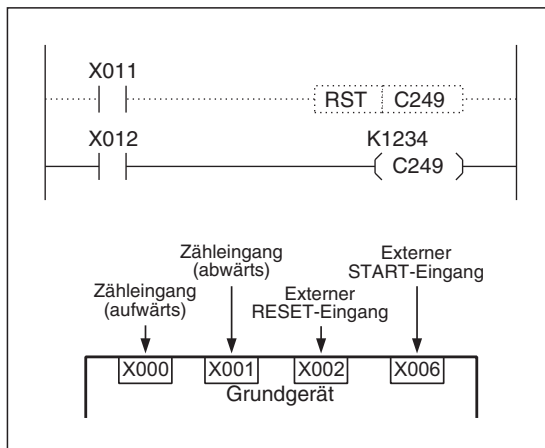 X011
RST C249
X012
K1234
C249
Zähleingang
(aufwärts)
Zähleingang
(abwärts)
Externer
RESET-Eingang
Externer
START-Eingang
X000
X001
X002
X006
Grundgerät